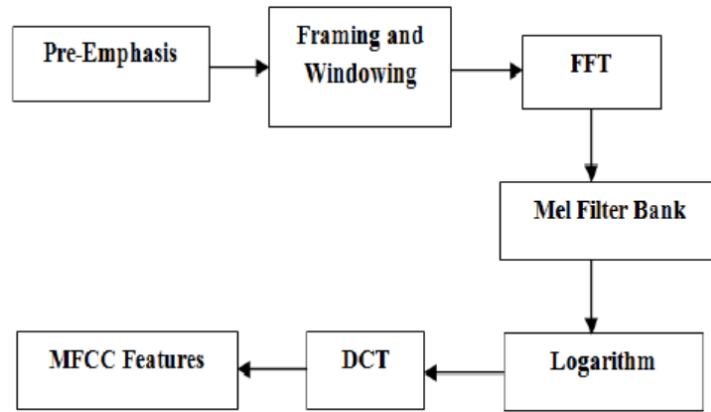 Pre-Emphasis
Framing and
Windowing
FFT
Mel Filter Bank
Logarithm
DCT
MFCC Features